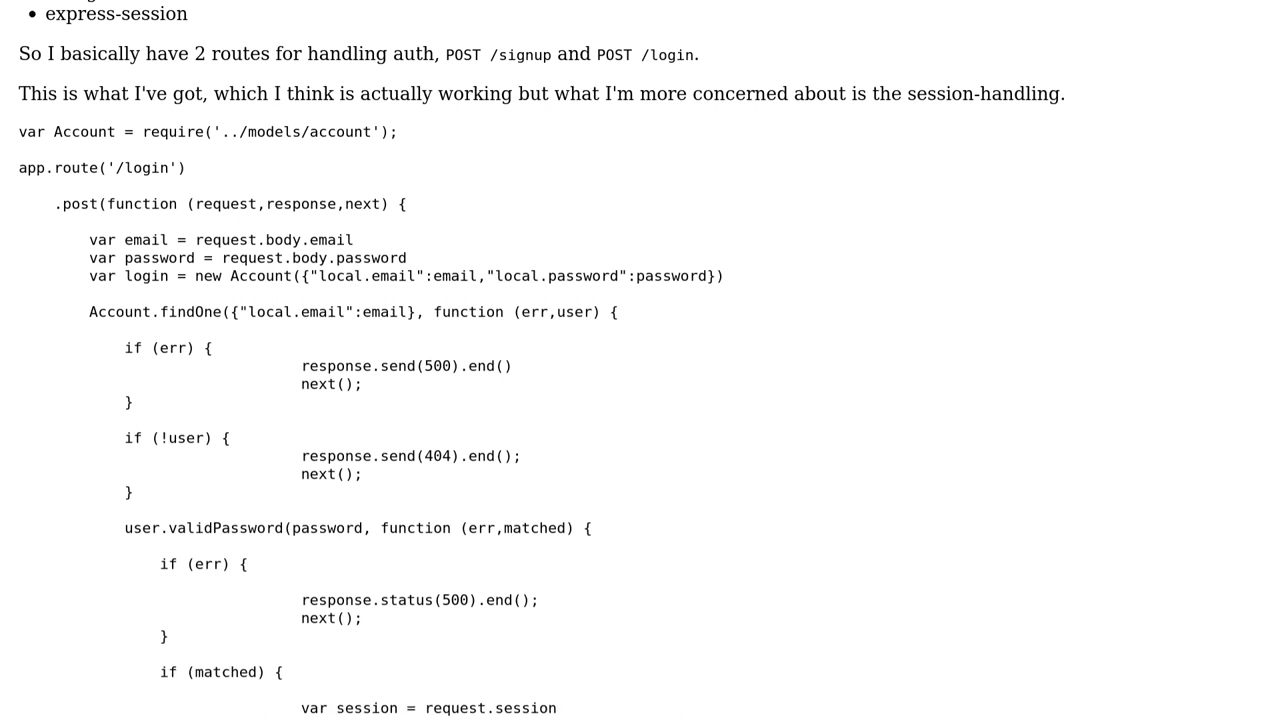 express-session
So I basically have 2 routes for handling auth, POST /signup and POST /login.
This is what I've got, which I think is actually working but what I'm more concerned about is the session-handling.
var Account = require('../models/account');
app.route('/login')
.post(function (request,response,next) {
var email = request.body.email
var password = request.body.password
var login = new Account({"local.email":email,"local.password":password})
Account.findOne({"local.email":email}, function (err,user) {
if (err) {
response.send(500).end()
next();
}
if (!user) {
response.send(404).end();
next();
}
user.validPassword(password, function (err,matched) {
if (err) {
response.status(500).end();
next();
}
if (matched) {
var session = request.session